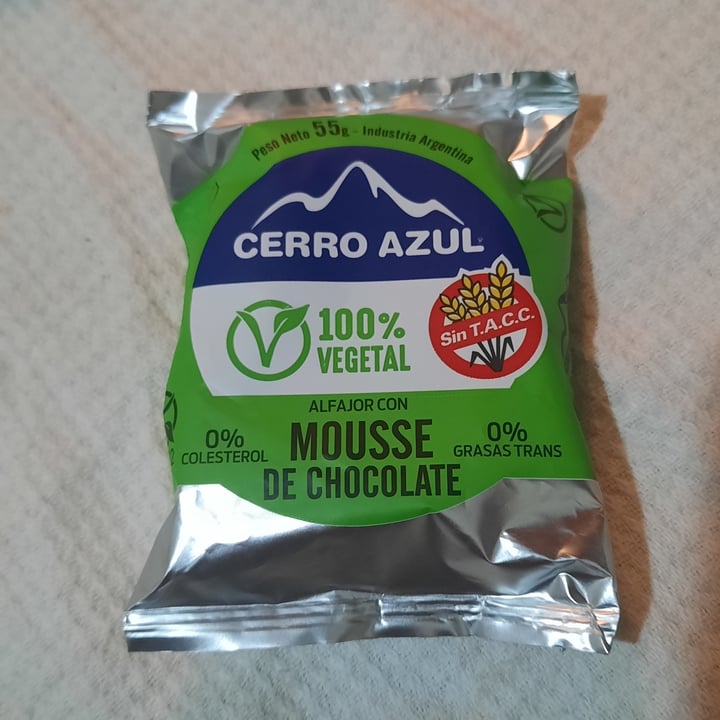 Peso Neto 55g - Industria Argentina
CERRO AZUL
100%
VEGETAL
Sin T.A.C.C.
ALFAJOR CON
0%
COLESTEROL
MOUSSE
DE CHOCOLATE
0%
GRASAS TRANS